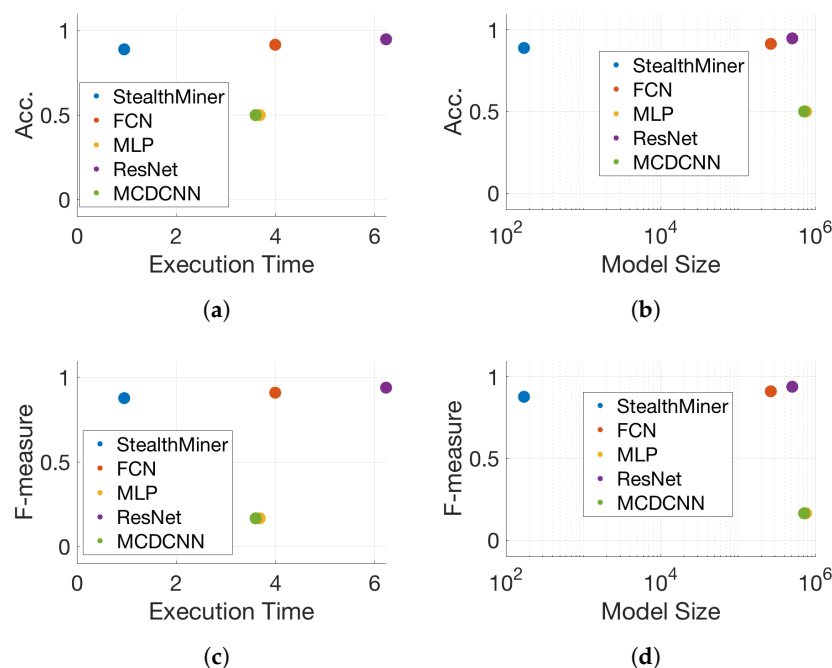 1
0.5
0
Acc.
StealthMiner
FCN
MLP
ResNet
MCDCNN
0 2 4 6
Execution Time
(a)
1
0.5
0
Acc.
StealthMiner
FCN
MLP
ResNet
MCDCNN
10^2 10^4 10^6
Model Size
(b)
1
0.5
0
F-measure
StealthMiner
FCN
MLP
ResNet
MCDCNN
0 2 4 6
Execution Time
(c)
1
0.5
0
F-measure
StealthMiner
FCN
MLP
ResNet
MCDCNN
10^2 10^4 10^6
Model Size
(d)